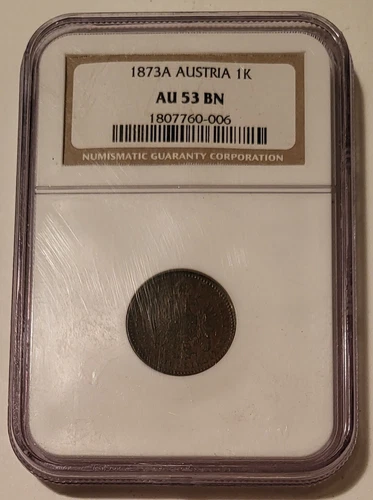 1873A AUSTRIA 1K
AU 53 BN
1807760-006
NUMISMATIC GUARANTY CORPORATION